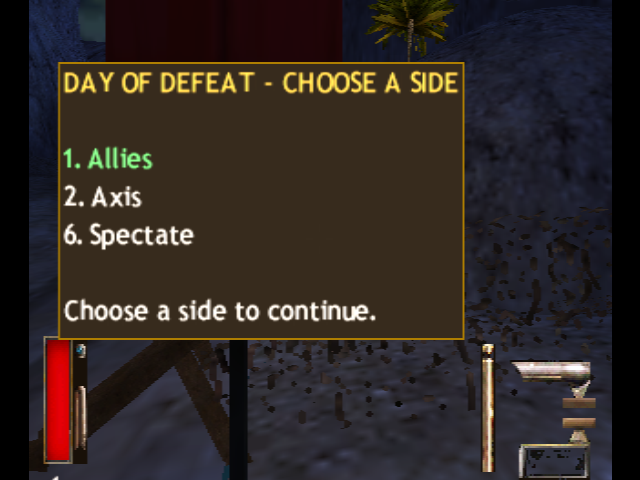 DAY OF DEFEAT - CHOOSE A SIDE
1. Allies
2. Axis
6. Spectate
Choose a side to continue.